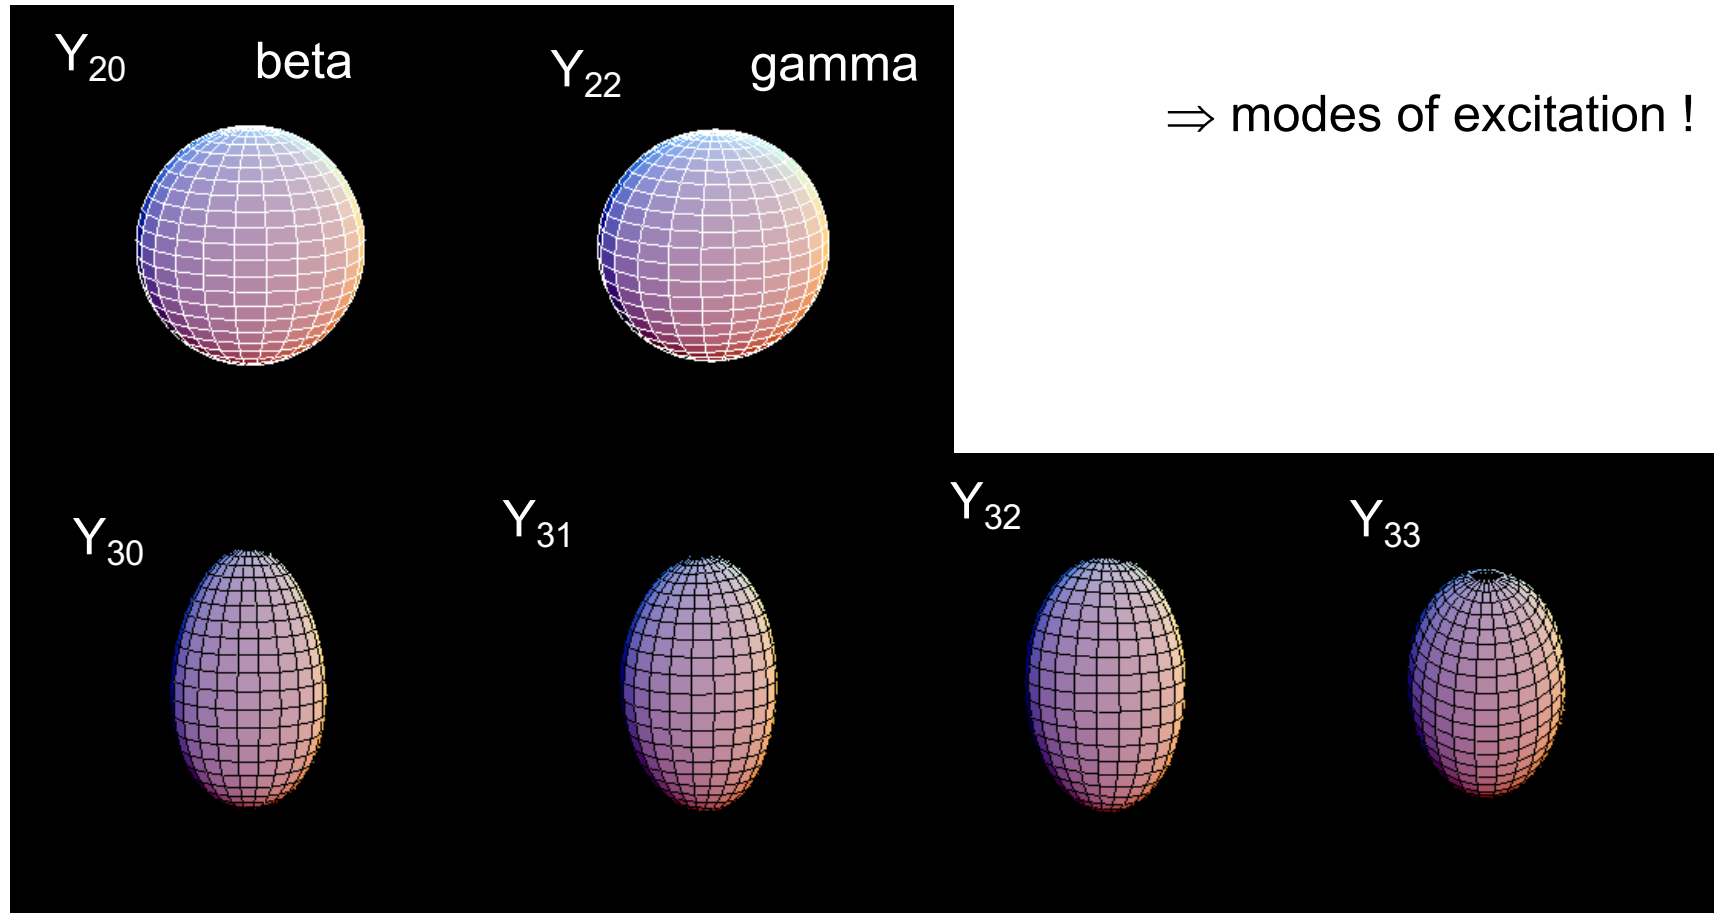 Y20 beta
Y22 gamma
⇒ modes of excitation !
Y30
Y31
Y32
Y33